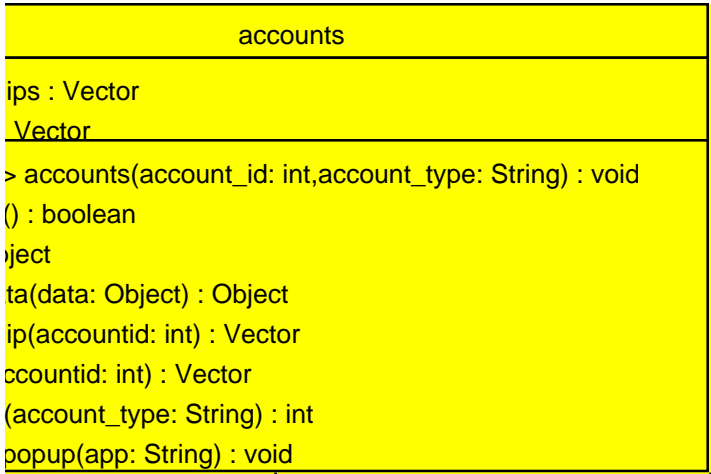 accounts
ips : Vector
Vector
> accounts(account_id: int,account_type: String) : void
() : boolean
ject
ta(data: Object) : Object
ip(accountid: int) : Vector
ccountid: int) : Vector
(account_type: String) : int
popup(app: String) : void